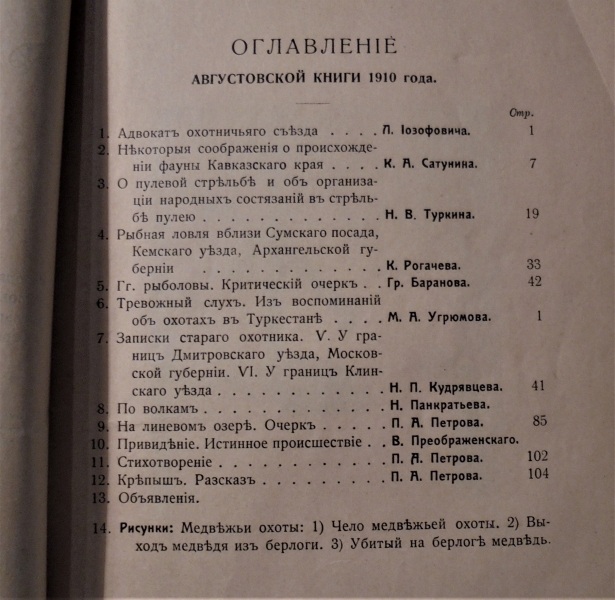 ОГЛАВЛЕНІЕ
АВГУСТОВСКОЙ КНИГИ 1910 года.
Отр.
1. Адвокатъ охотничьяго съѣзда . . . . Л. Іозофовича. 1
2. Нѣкоторыя соображенія о происхожде-
ніи фауны Кавказскаго края . . . . К. А. Сатунина. 7
3. О пулевой стрѣльбѣ и объ организа-
ціи народныхъ состязаній въ стрѣль-
бѣ пулею . . . . . . . . . . . . . Н. В. Туркина. 19
4. Рыбная ловля вблизи Сумскаго посада,
Кемскаго уѣзда, Архангельской гу-
берніи . . . . . . . . . . . . К. Рогачева. 33
5. Гг. рыболовы. Критическій очеркъ . . Гр. Баранова. 42
6. Тревожный слухъ. Изъ воспоминаній
объ охотахъ въ Туркестанѣ . . . . М. А. Угрюмова. 1
7. Записки стараго охотника. V. У гра-
ницъ Дмитровскаго уѣзда, Москов-
ской губерніи. VI. У границъ Клин-
скаго уѣзда . . . . . . . . . . . . Н. П. Кудрявцева. 41
8. По волкамъ . . . . . . . . . . . . . Н. Панкратьева.
9. На линевомъ озерѣ. Очеркъ . . . . . П. А. Петрова. 85
10. Привидѣніе. Истинное происшествіе . . В. Преображенскаго.
11. Стихотвореніе . . . . . . . . . . . . П. А. Петрова. 102
12. Крѣпышъ. Разсказъ . . . . . . . . . П. А. Петрова. 104
13. Объявленія.
14. Рисунки: Медвѣжьи охоты: 1) Чело медвѣжьей охоты. 2) Вы-
ходъ медвѣдя изъ берлоги. 3) Убитый на берлогѣ медвѣдь.